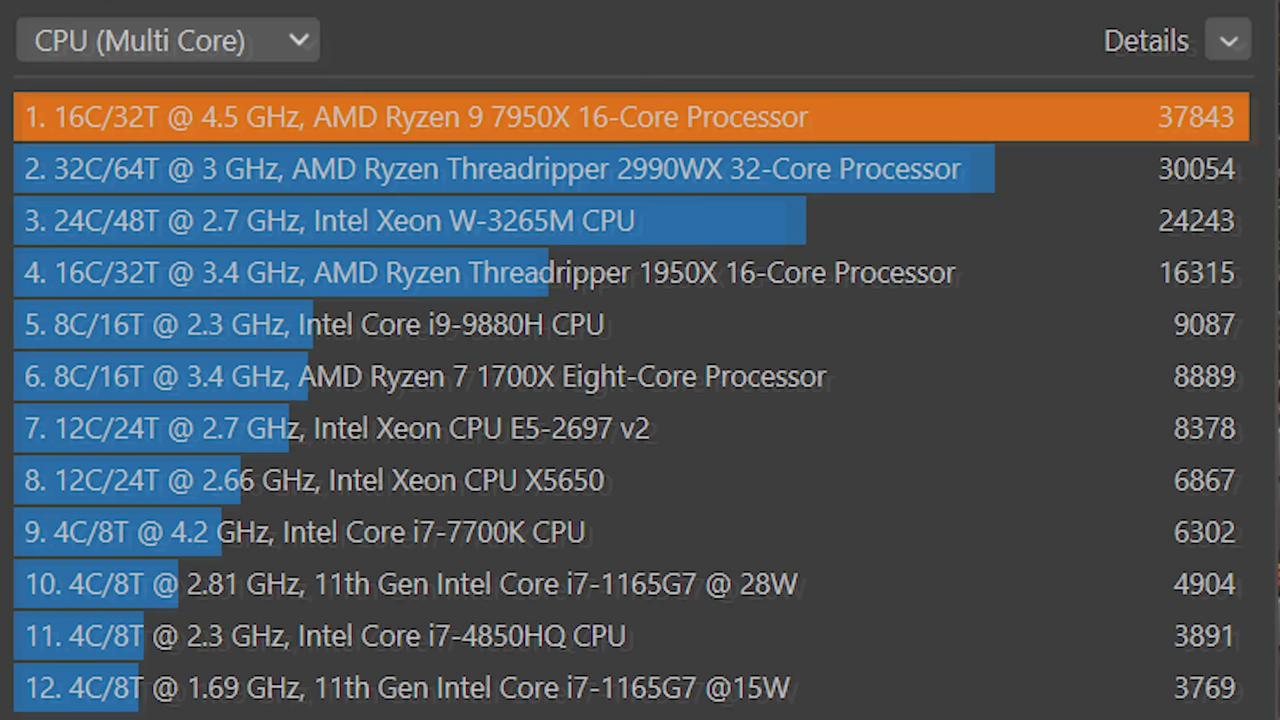 CPU (Multi Core) Details
1. 16C/32T @ 4.5 GHz, AMD Ryzen 9 7950X 16-Core Processor 37843
2. 32C/64T @ 3 GHz, AMD Ryzen Threadripper 2990WX 32-Core Processor 30054
3. 24C/48T @ 2.7 GHz, Intel Xeon W-3265M CPU 24243
4. 16C/32T @ 3.4 GHz, AMD Ryzen Threadripper 1950X 16-Core Processor 16315
5. 8C/16T @ 2.3 GHz, Intel Core i9-9880H CPU 9087
6. 8C/16T @ 3.4 GHz, AMD Ryzen 7 1700X Eight-Core Processor 8889
7. 12C/24T @ 2.7 GHz, Intel Xeon CPU E5-2697 v2 8378
8. 12C/24T @ 2.66 GHz, Intel Xeon CPU X5650 6867
9. 4C/8T @ 4.2 GHz, Intel Core i7-7700K CPU 6302
10. 4C/8T @ 2.81 GHz, 11th Gen Intel Core i7-1165G7 @ 28W 4904
11. 4C/8T @ 2.3 GHz, Intel Core i7-4850HQ CPU 3891
12. 4C/8T @ 1.69 GHz, 11th Gen Intel Core i7-1165G7 @15W 3769